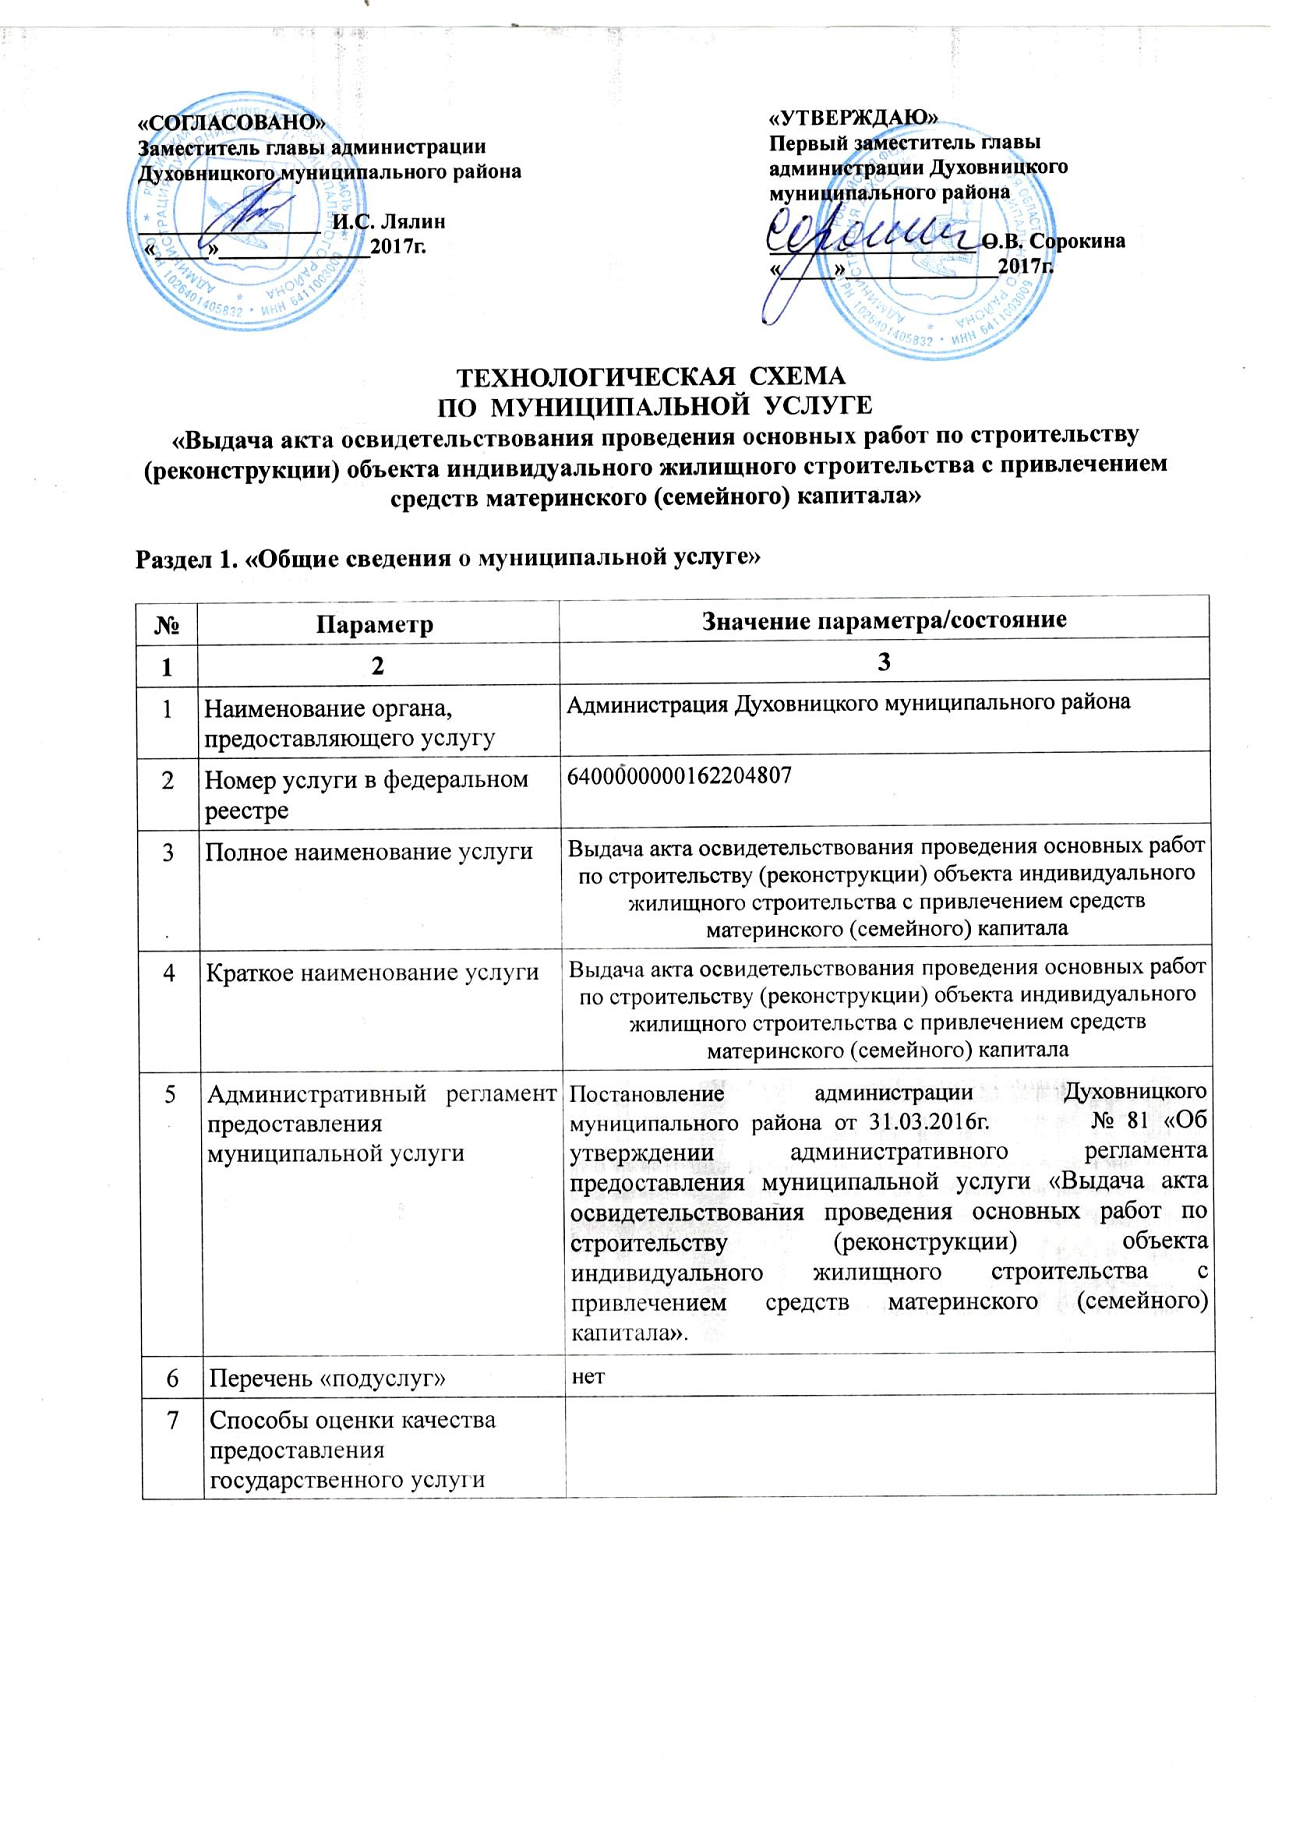 «СОГЛАСОВАНО»
Заместитель главы администрации
Духовницкого муниципального района
И.С. Лялин
«_____»______________2017г.
«УТВЕРЖДАЮ»
Первый заместитель главы
администрации Духовницкого
муниципального района
О.В. Сорокина
«_____»______________2017г.
ТЕХНОЛОГИЧЕСКАЯ СХЕМА
ПО МУНИЦИПАЛЬНОЙ УСЛУГЕ
«Выдача акта освидетельствования проведения основных работ по строительству
(реконструкции) объекта индивидуального жилищного строительства с привлечением
средств материнского (семейного) капитала»
Раздел 1. «Общие сведения о муниципальной услуге»
№ Параметр Значение параметра/состояние
1 2 3
1 Наименование органа, Администрация Духовницкого муниципального района
предоставляющего услугу
2 Номер услуги в федеральном 6400000000162204807
реестре
3 Полное наименование услуги Выдача акта освидетельствования проведения основных работ
по строительству (реконструкции) объекта индивидуального
жилищного строительства с привлечением средств
материнского (семейного) капитала
4 Краткое наименование услуги Выдача акта освидетельствования проведения основных работ
по строительству (реконструкции) объекта индивидуального
жилищного строительства с привлечением средств
материнского (семейного) капитала
5 Административный регламент Постановление администрации Духовницкого
предоставления муниципального района от 31.03.2016г. № 81 «Об
муниципальной услуги утверждении административного регламента
предоставления муниципальной услуги «Выдача акта
освидетельствования проведения основных работ по
строительству (реконструкции) объекта
индивидуального жилищного строительства с
привлечением средств материнского (семейного)
капитала».
6 Перечень «подуслуг» нет
7 Способы оценки качества
предоставления
государственного услуги